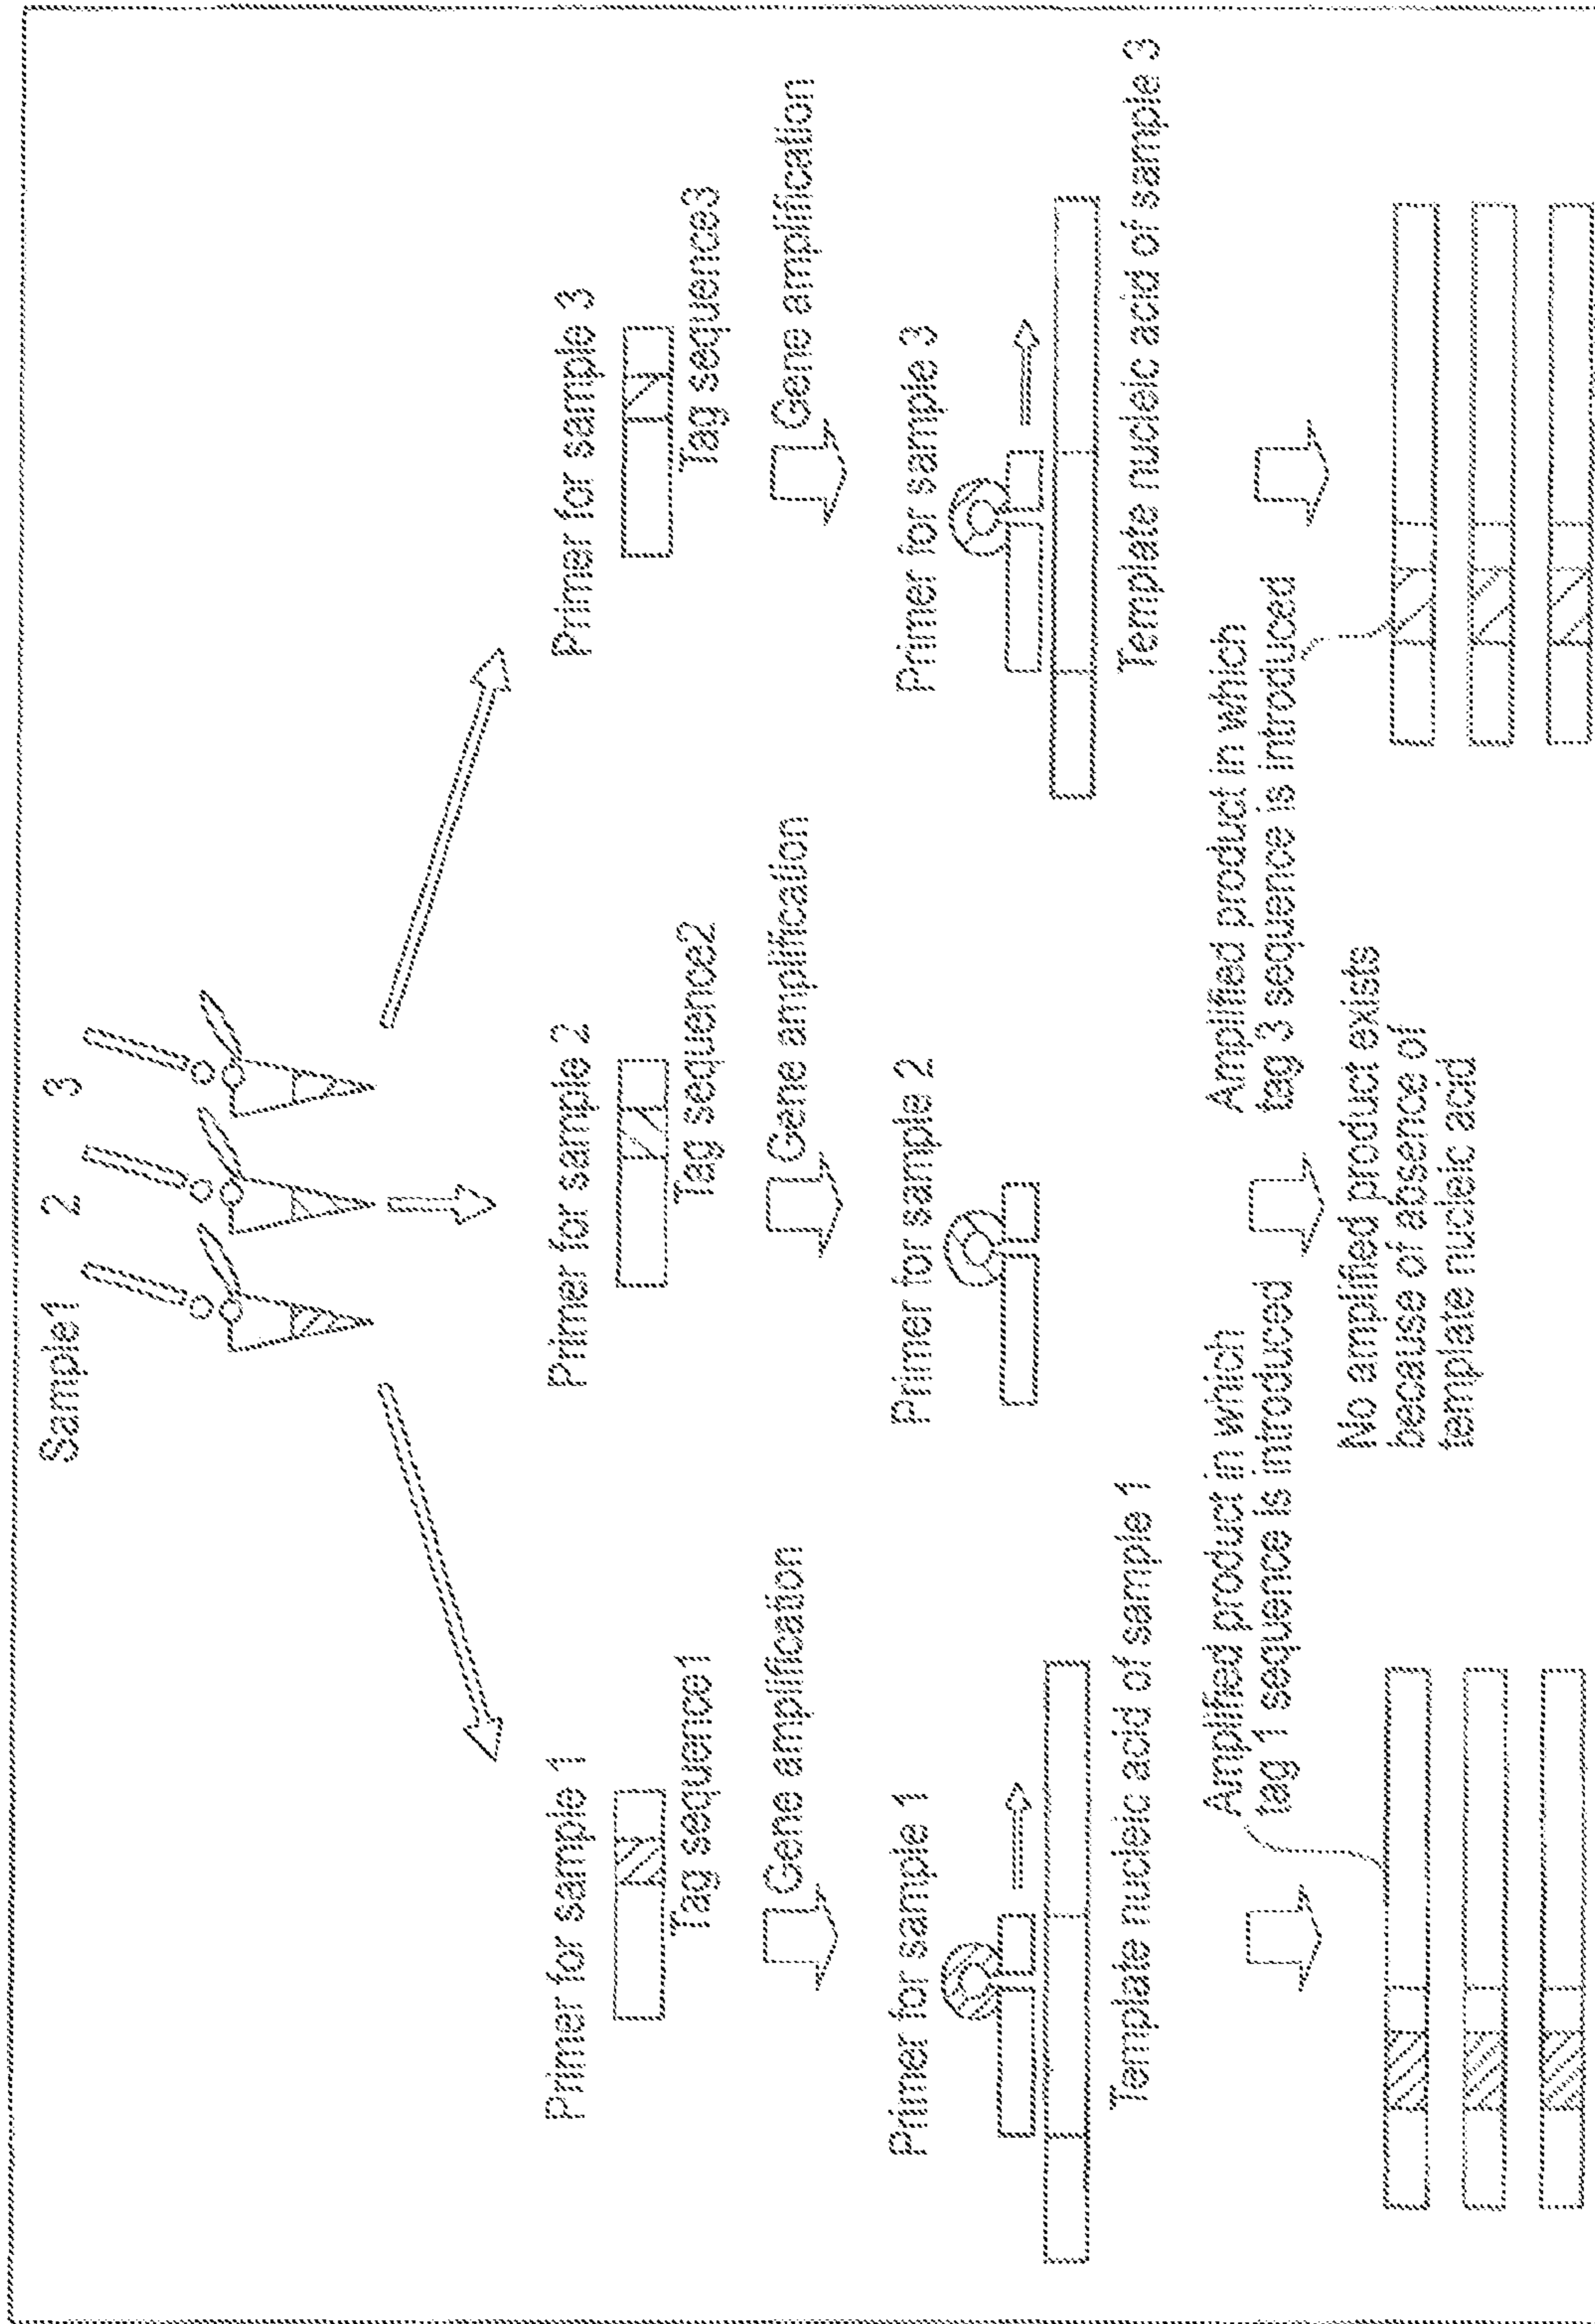 Sample1 2 3
Primer for sample 1
Tag sequence1
Gene amplification
Primer for sample 1
Template nucleic acid of sample 1
Amplified product in which
tag 1 sequence is introduced
Primer for sample 2
Tag sequence2
Gene amplification
Primer for sample 2
No amplified product exists
because of absence of
template nucleic acid
Primer for sample 3
Tag sequence3
Gene amplification
Primer for sample 3
Template nucleic acid of sample 3
Amplified product in which
tag 3 sequence is introduced